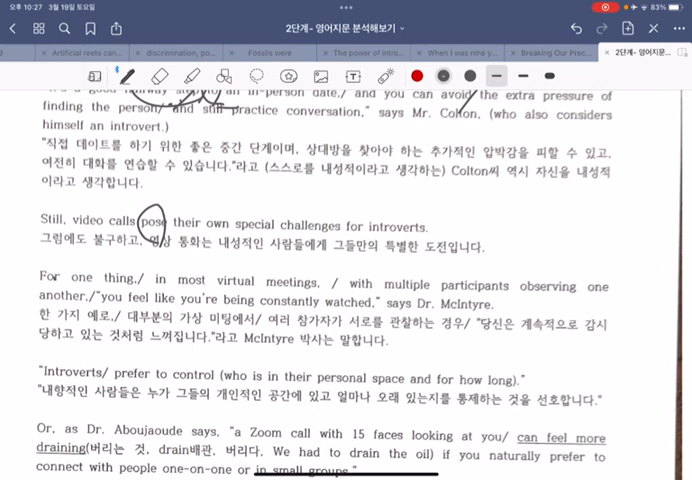 오후 10:27 3월 19일 토요일
83%
2단계- 영어지문 분석해보기
Artificial reets can...
discrimination, po...
Fossils were
The power of intro...
When I was nine y...
Breaking Our Prec...
2단계- 영어지문...
an in-person date,/ and you can avoid the extra pressure of
finding the person/ and still practice conversation," says Mr. Colton, (who also considers
himself an introvert.)
"직접 데이트를 하기 위한 좋은 중간 단계이며, 상대방을 찾아야 하는 추가적인 압박감을 피할 수 있고,
여전히 대화를 연습할 수 있습니다."라고 (스스로를 내성적이라고 생각하는) Colton씨 역시 자신을 내성적
이라고 생각합니다.
Still, video calls pose their own special challenges for introverts.
그럼에도 불구하고, 영상 통화는 내성적인 사람들에게 그들만의 특별한 도전입니다.
For one thing,/ in most virtual meetings, / with multiple participants observing one
another,/"you feel like you're being constantly watched," says Dr. McIntyre.
한 가지 예로,/ 대부분의 가상 미팅에서/ 여러 참가자가 서로를 관찰하는 경우/ "당신은 계속적으로 감시
당하고 있는 것처럼 느껴집니다."라고 McIntyre 박사는 말합니다.
"Introverts/ prefer to control (who is in their personal space and for how long)."
"내향적인 사람들은 누가 그들의 개인적인 공간에 있고 얼마나 오래 있는지를 통제하는 것을 선호합니다."
Or, as Dr. Aboujaoude says, "a Zoom call with 15 faces looking at you/ can feel more
draining(버리는 것, drain배관, 버리다, We had to drain the oil) if you naturally prefer to
connect with people one-on-one or in small groups."